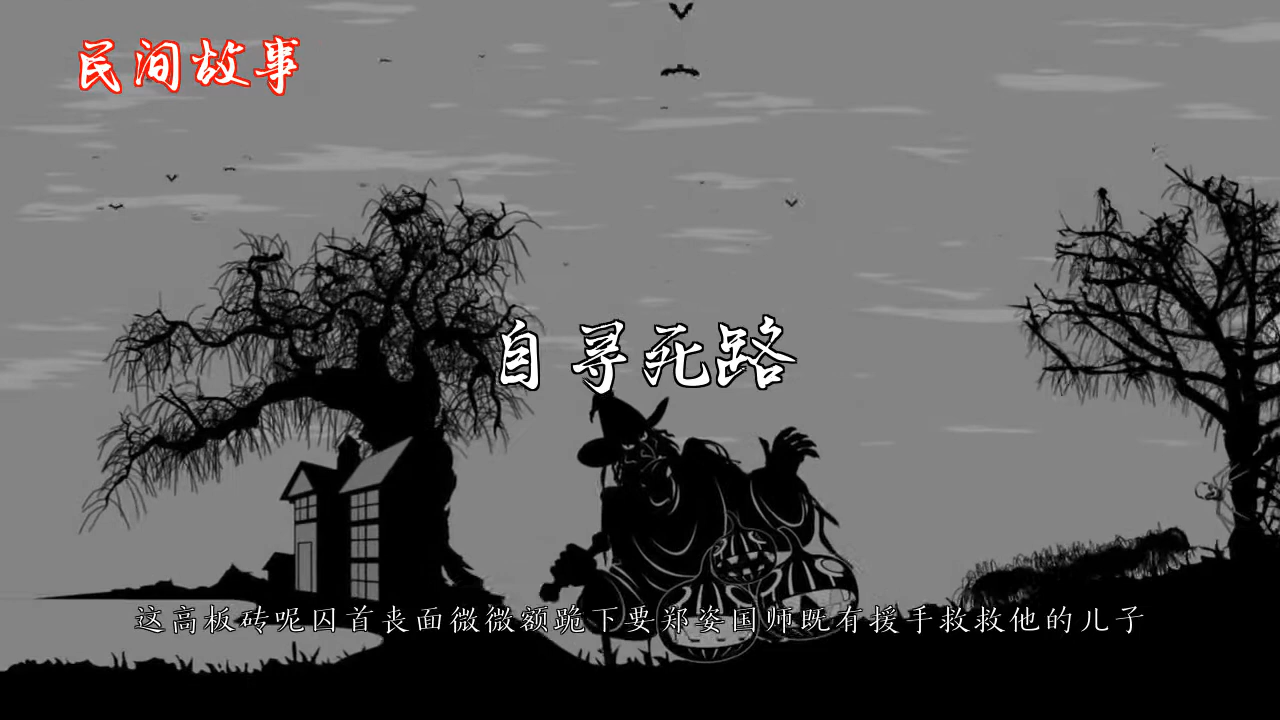 民间故事
自寻死路
这高板砖呢囚首丧面微微额跪下要郑姿国师既有援手救救他的儿子